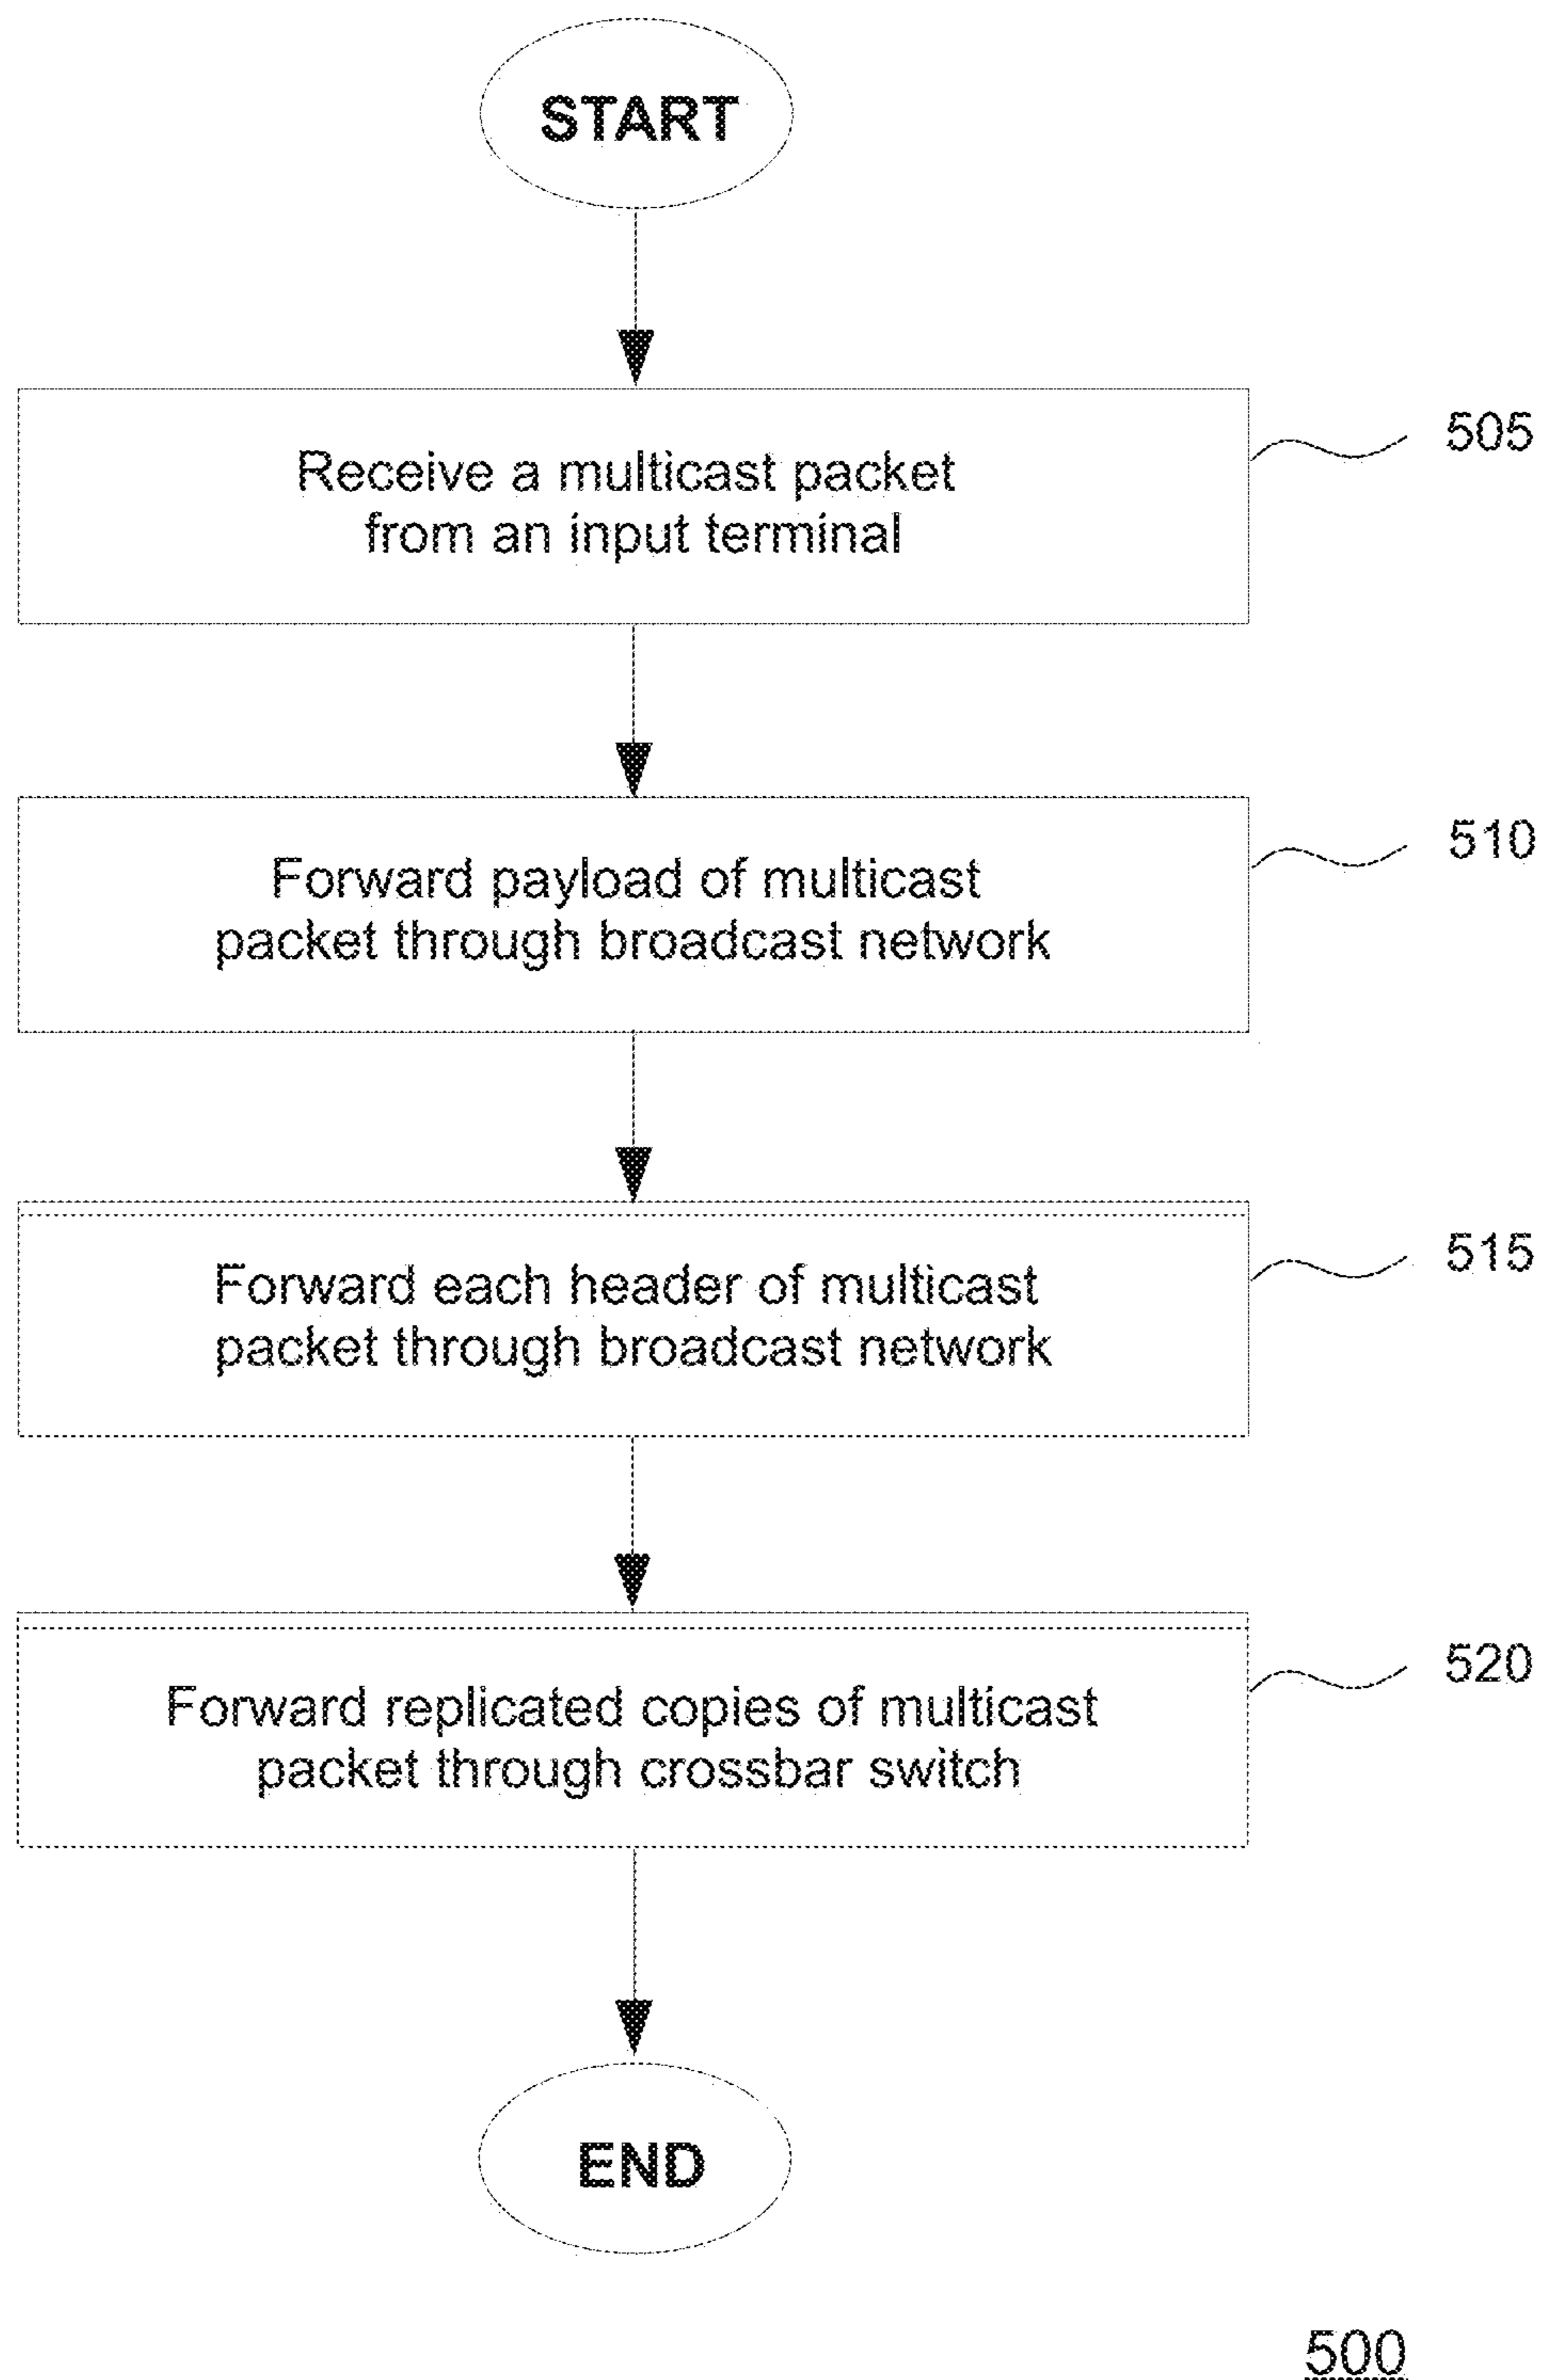 START
Receive a multicast packet
from an input terminal
505
Forward payload of multicast
packet through broadcast network
510
Forward each header of multicast
packet through broadcast network
515
Forward replicated copies of multicast
packet through crossbar switch
520
END
500